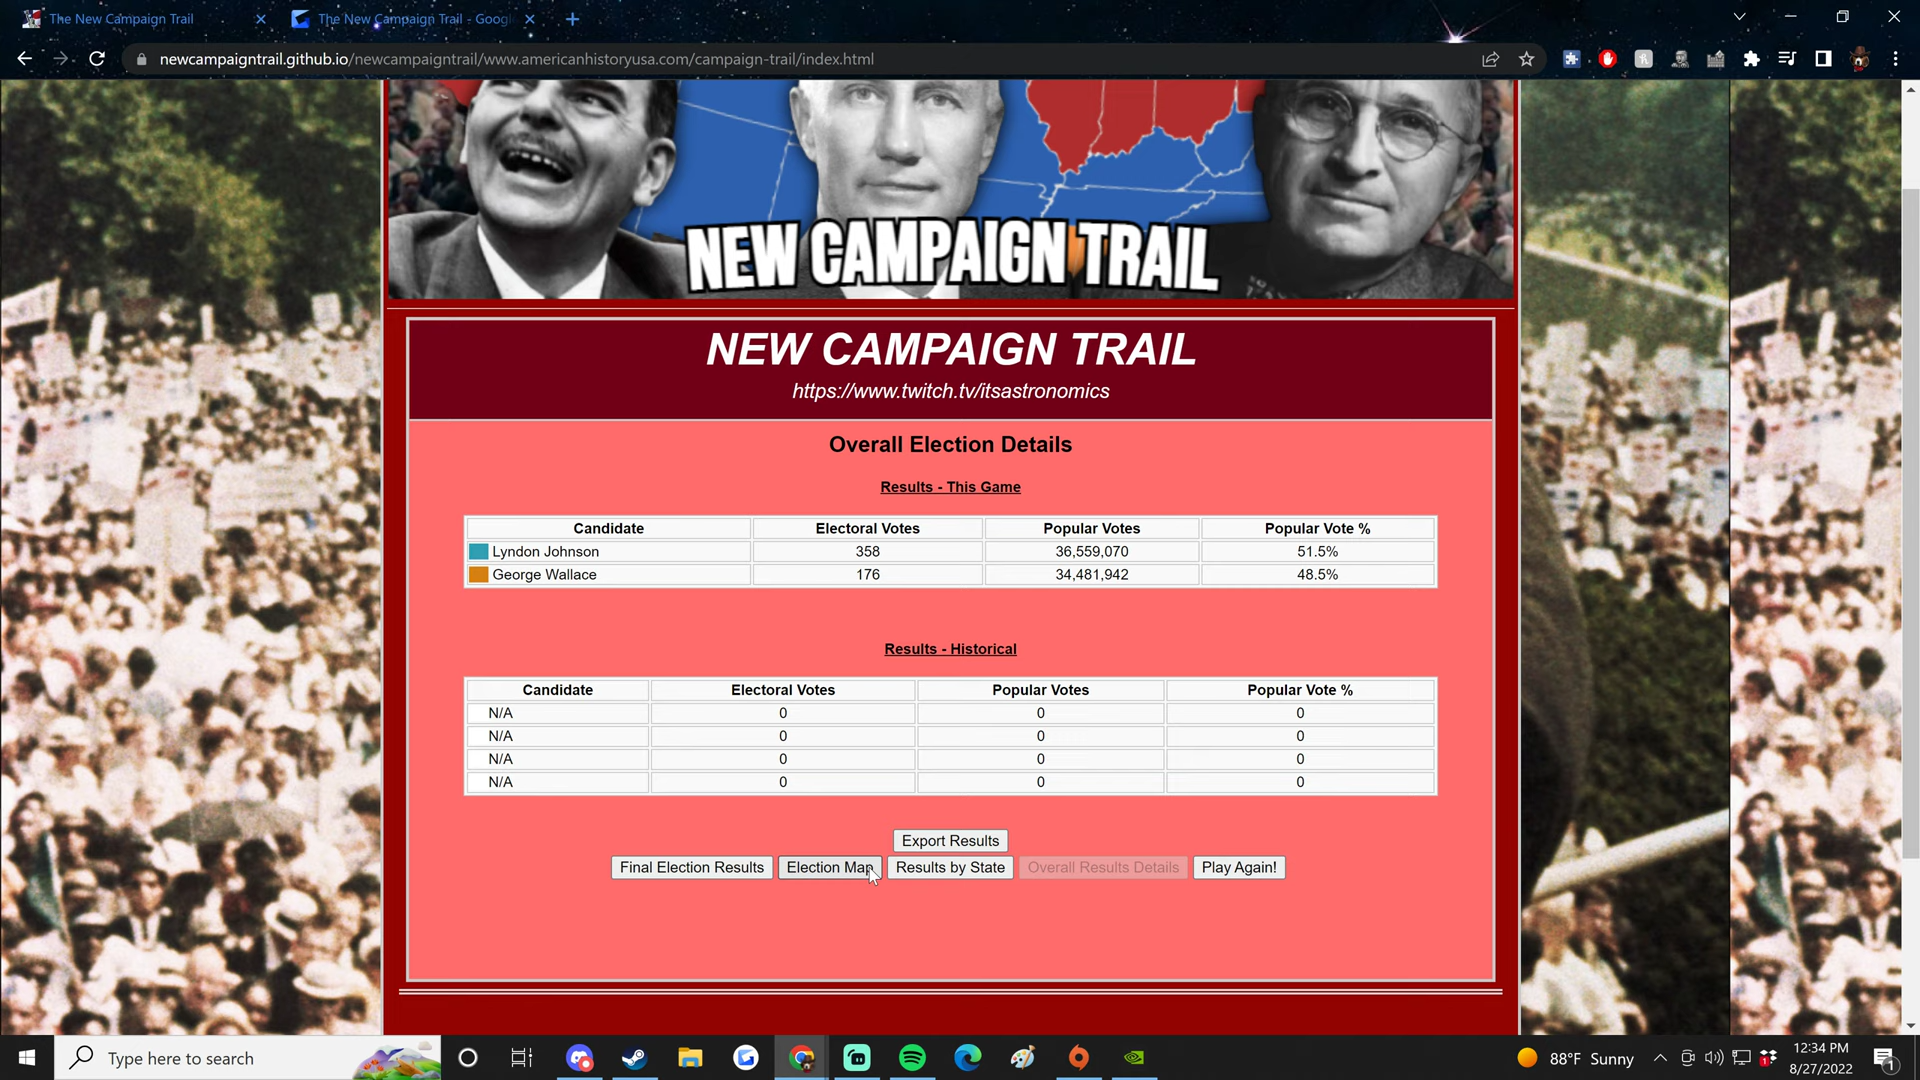 The New Campaign Trail
The New Campaign Trail - Googl
newcampaigntrail.github.io/newcampaigntrail/www.americanhistoryusa.com/campaign-trail/index.html
NEW CAMPAIGN TRAIL
NEW CAMPAIGN TRAIL
https://www.twitch.tv/itsastronomics
Overall Election Details
Results - This Game
Candidate Electoral Votes Popular Votes Popular Vote %
Lyndon Johnson 358 36,559,070 51.5%
George Wallace 176 34,481,942 48.5%
Results - Historical
Candidate Electoral Votes Popular Votes Popular Vote %
N/A 0 0 0
N/A 0 0 0
N/A 0 0 0
N/A 0 0 0
Export Results
Final Election Results Election Map Results by State Overall Results Details Play Again!
Type here to search
88°F Sunny
12:34 PM
8/27/2022
1